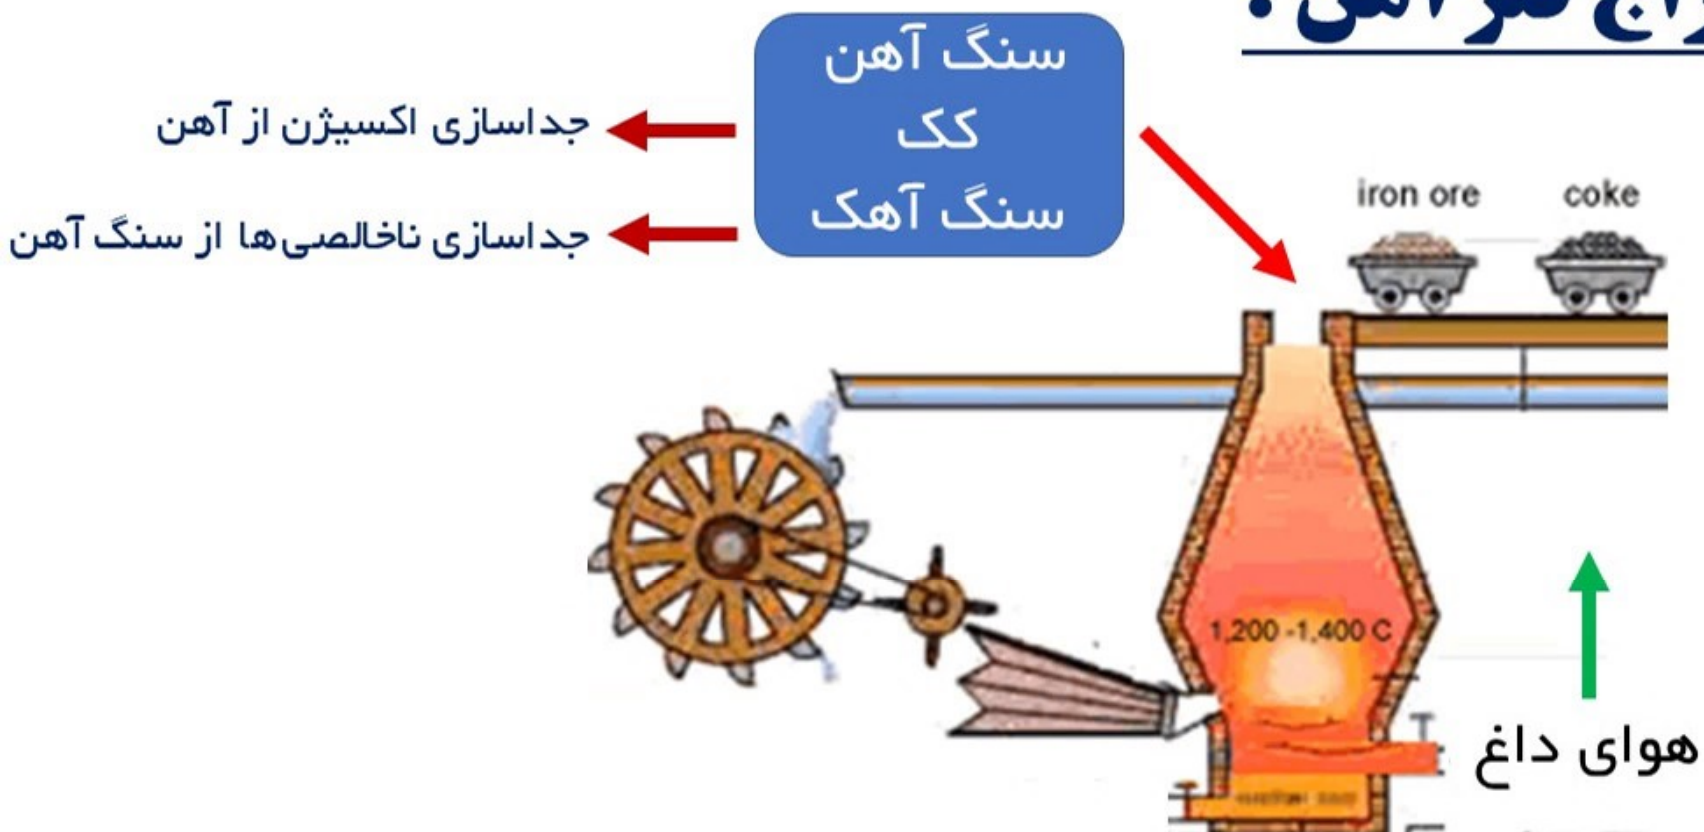 سنگ آهن
کک
سنگ آهک
جداسازی اکسیژن از آهن
جداسازی ناخالصی‌ها از سنگ آهن
iron ore
coke
1,200 -1,400 C
هوای داغ